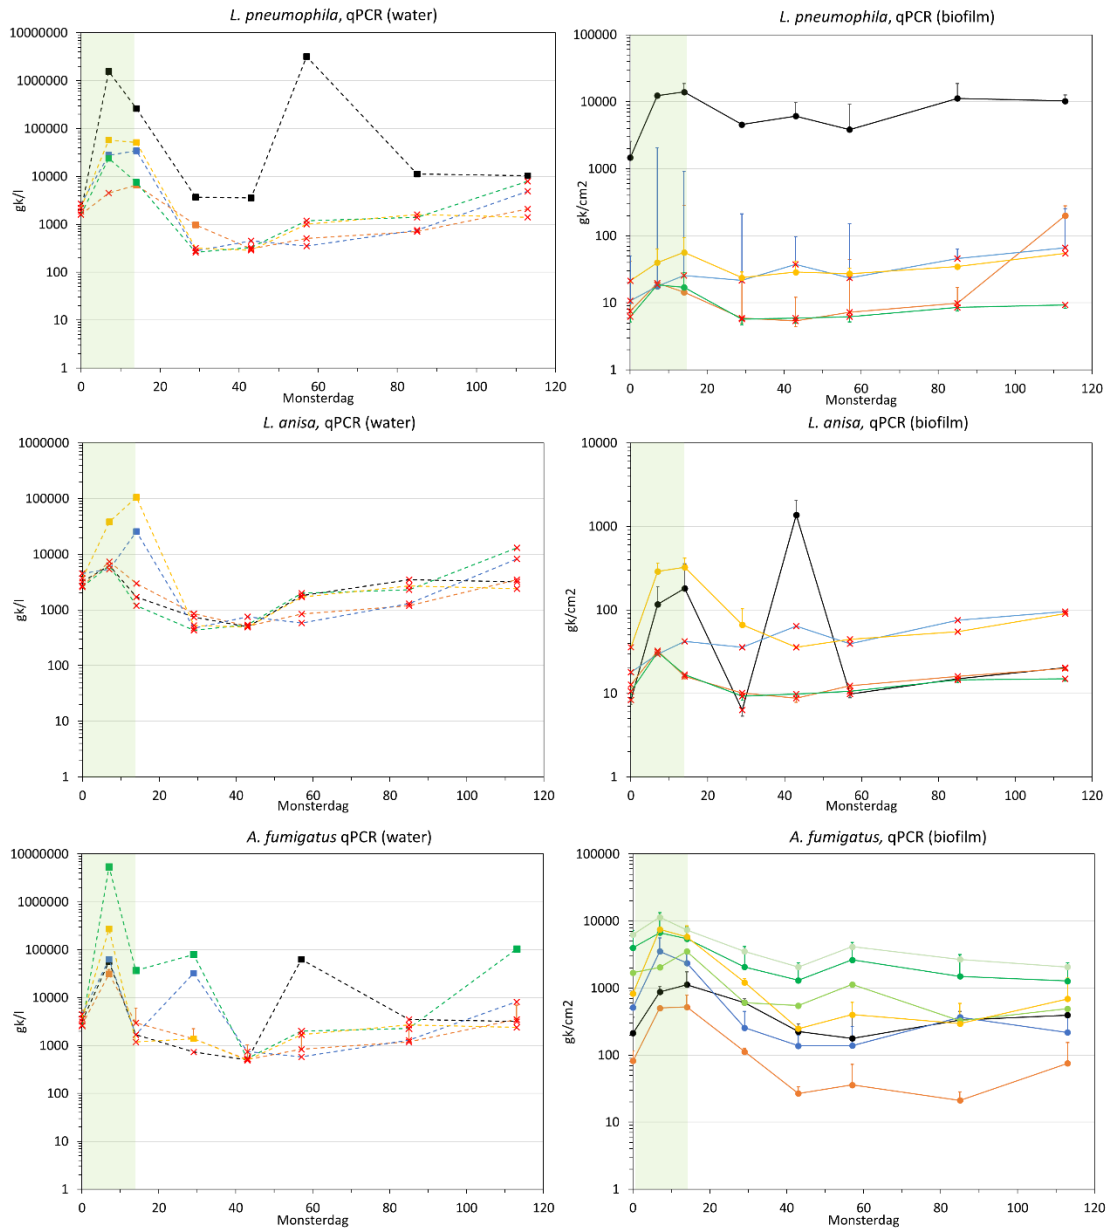 L. pneumophila, qPCR (water)
gk/l
10000000
1000000
100000
10000
1000
100
10
1
0 20 40 60 80 100 120
Monsterdag
L. pneumophila, qPCR (biofilm)
gk/cm2
100000
10000
1000
100
10
1
0 20 40 60 80 100 120
Monsterdag
L. anisa, qPCR (water)
gk/l
1000000
100000
10000
1000
100
10
1
0 20 40 60 80 100 120
Monsterdag
L. anisa, qPCR (biofilm)
gk/cm2
10000
1000
100
10
1
0 20 40 60 80 100 120
Monsterdag
A. fumigatus qPCR (water)
gk/l
10000000
1000000
100000
10000
1000
100
10
1
0 20 40 60 80 100 120
Monsterdag
A. fumigatus, qPCR (biofilm)
gk/cm2
100000
10000
1000
100
10
1
0 20 40 60 80 100 120
Monsterdag